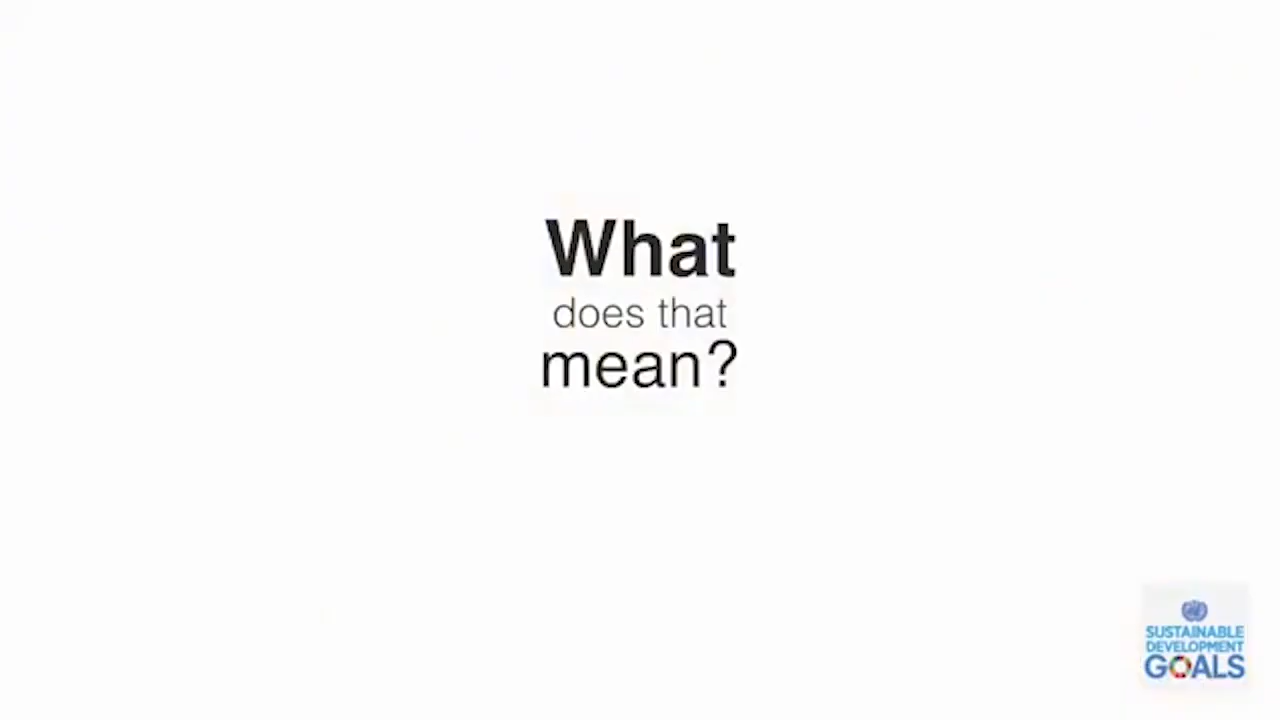 What
does that
mean?
SUSTAINABLE
DEVELOPMENT
GOALS